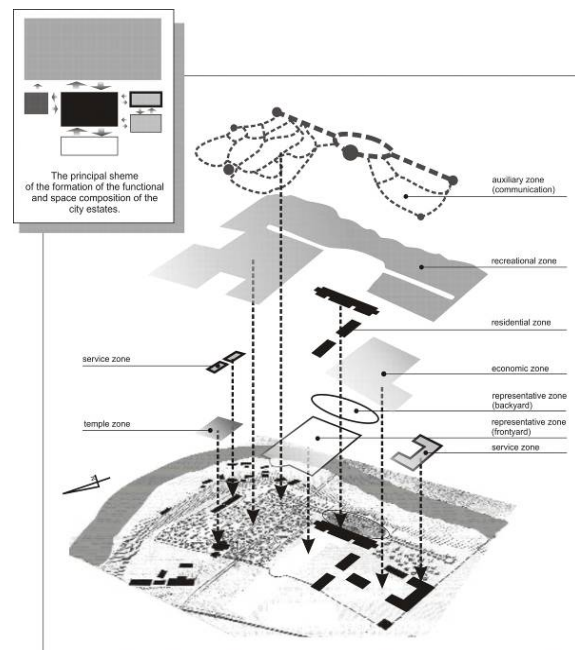 The principal sheme
of the formation of the functional
and space composition of the
city estates.
auxiliary zone
(communication)
recreational zone
residential zone
service zone
economic zone
representative zone
(backyard)
temple zone
representative zone
(frontyard)
service zone